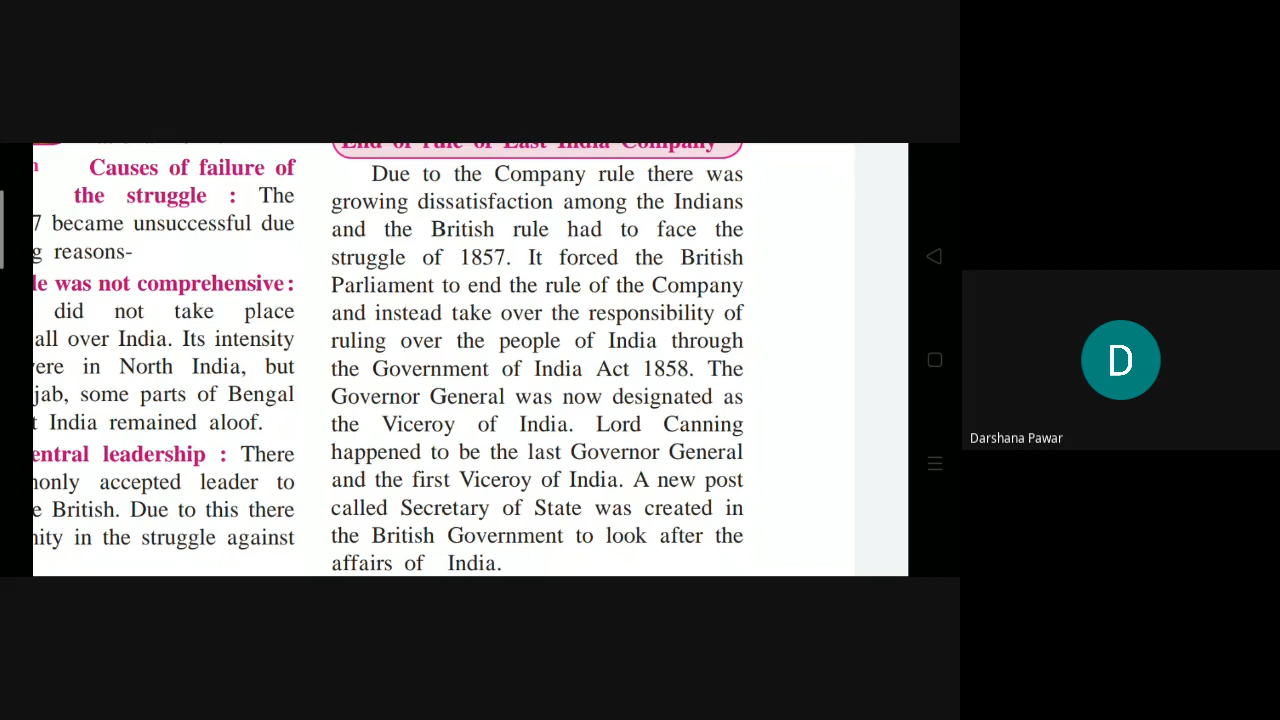 Causes of failure of
the struggle : The
7 became unsuccessful due
g reasons-
le was not comprehensive :
did not take place
all over India. Its intensity
ere in North India, but
jab, some parts of Bengal
t India remained aloof.
entral leadership : There
monly accepted leader to
e British. Due to this there
nity in the struggle against
End of rule of East India Company
Due to the Company rule there was
growing dissatisfaction among the Indians
and the British rule had to face the
struggle of 1857. It forced the British
Parliament to end the rule of the Company
and instead take over the responsibility of
ruling over the people of India through
the Government of India Act 1858. The
Governor General was now designated as
the Viceroy of India. Lord Canning
happened to be the last Governor General
and the first Viceroy of India. A new post
called Secretary of State was created in
the British Government to look after the
affairs of India.
D
Darshana Pawar